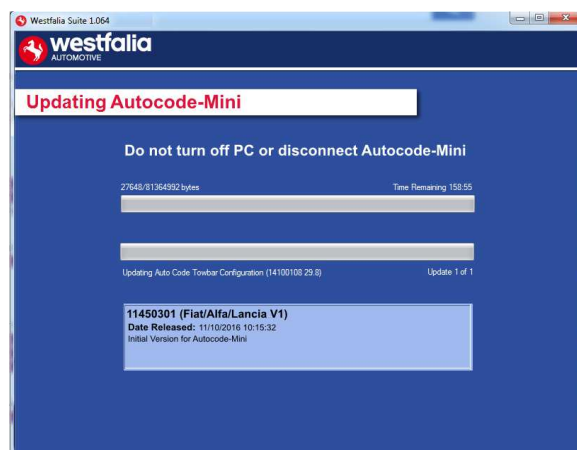 Westfalia Suite 1.064
westfalia
AUTOMOTIVE
Updating Autocode-Mini
Do not turn off PC or disconnect Autocode-Mini
27648/81364992 bytes Time Remaining 158:55
Updating Auto Code Towbar Configuration (14100108 29.8) Update 1 of 1
11450301 (Fiat/Alfa/Lancia V1)
Date Released: 11/10/2016 10:15:32
Initial Version for Autocode-Mini